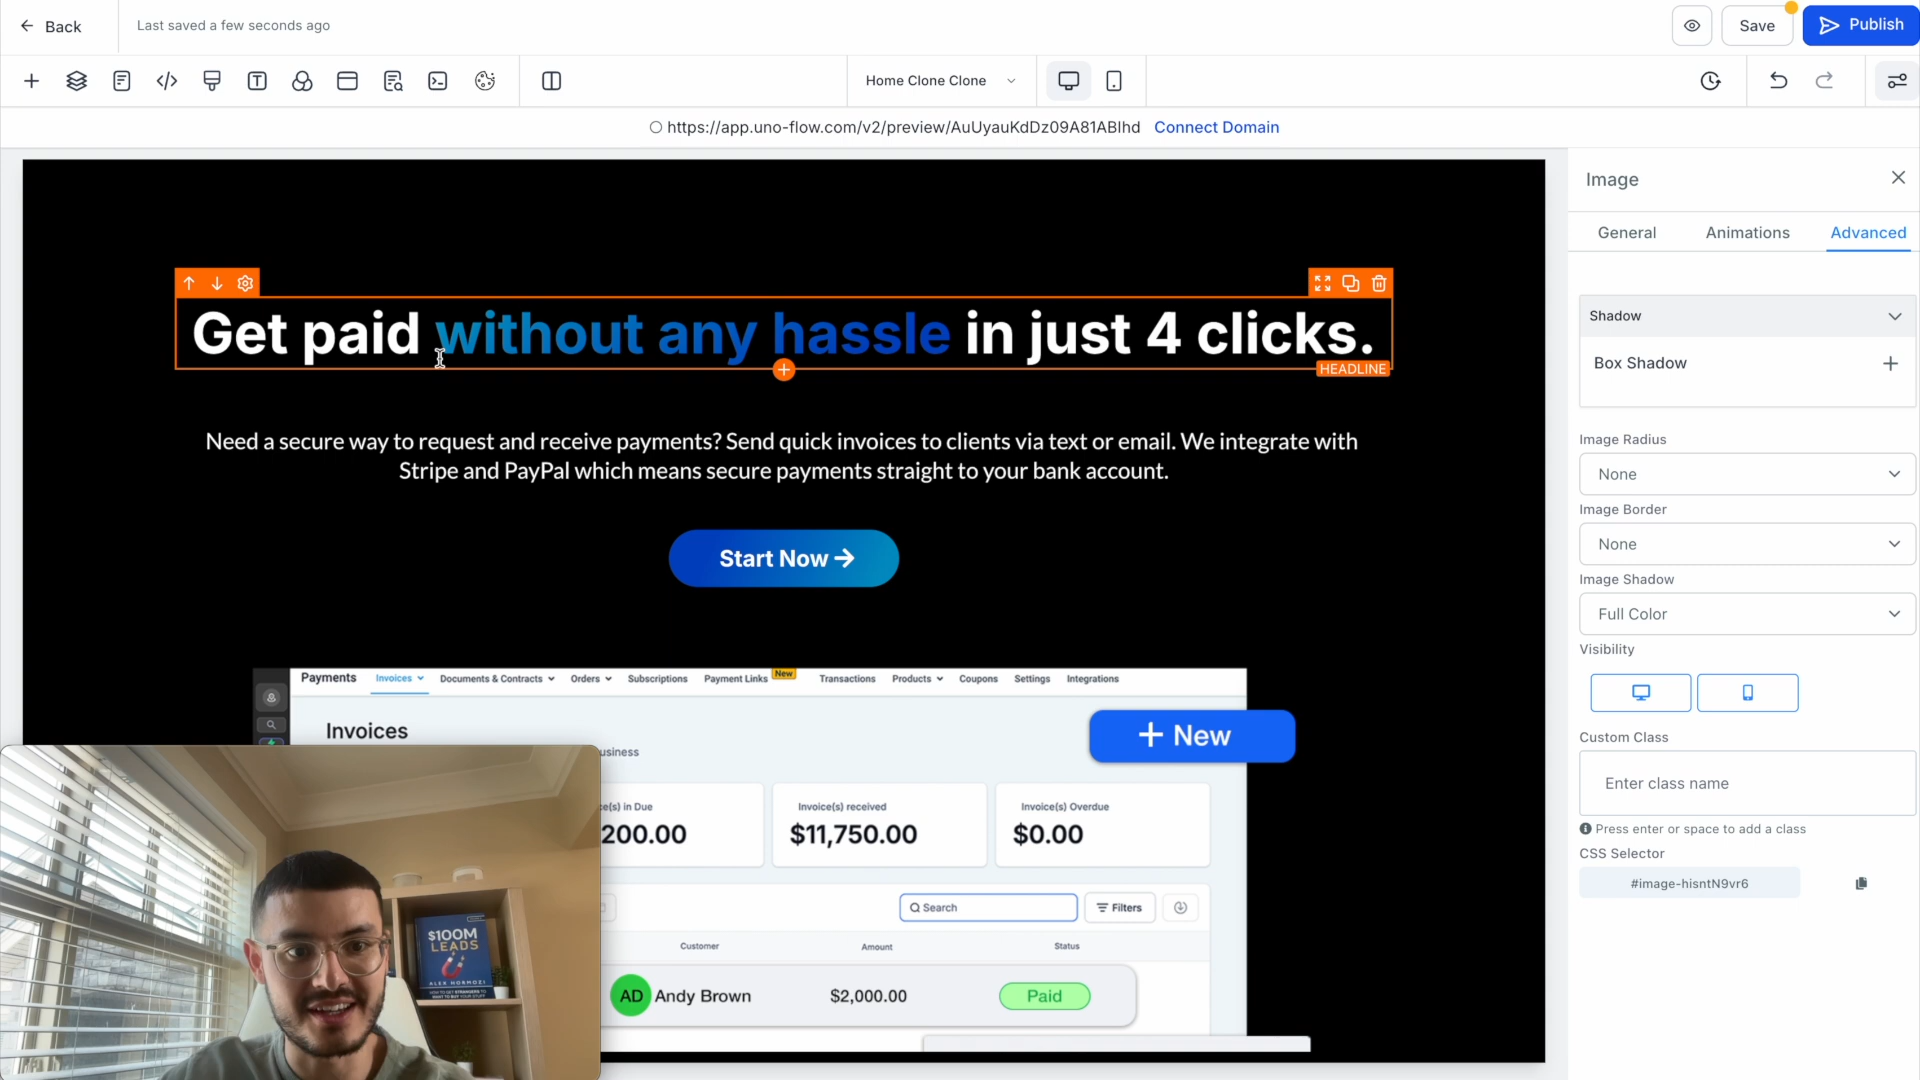 Back
Last saved a few seconds ago
Save
Publish
Home Clone Clone
https://app.uno-flow.com/v2/preview/AuUyauKdDz09A81ABIhd Connect Domain
Image
General Animations Advanced
Shadow
Box Shadow
Image Radius
None
Image Border
None
Image Shadow
Full Color
Visibility
Custom Class
Enter class name
Press enter or space to add a class
CSS Selector
#image-hisntN9vr6
Get paid without any hassle in just 4 clicks.
HEADLINE
Need a secure way to request and receive payments? Send quick invoices to clients via text or email. We integrate with
Stripe and PayPal which means secure payments straight to your bank account.
Start Now
Payments Invoices Documents & Contracts Orders Subscriptions Payment Links New Transactions Products Coupons Settings Integrations
Invoices
+ New
usiness
ce(s) in Due Invoice(s) received Invoice(s) Overdue
200.00 $11,750.00 $0.00
Search Filters
Customer Amount Status
AD Andy Brown $2,000.00 Paid
$100M
LEADS
ALEX HORMOZI